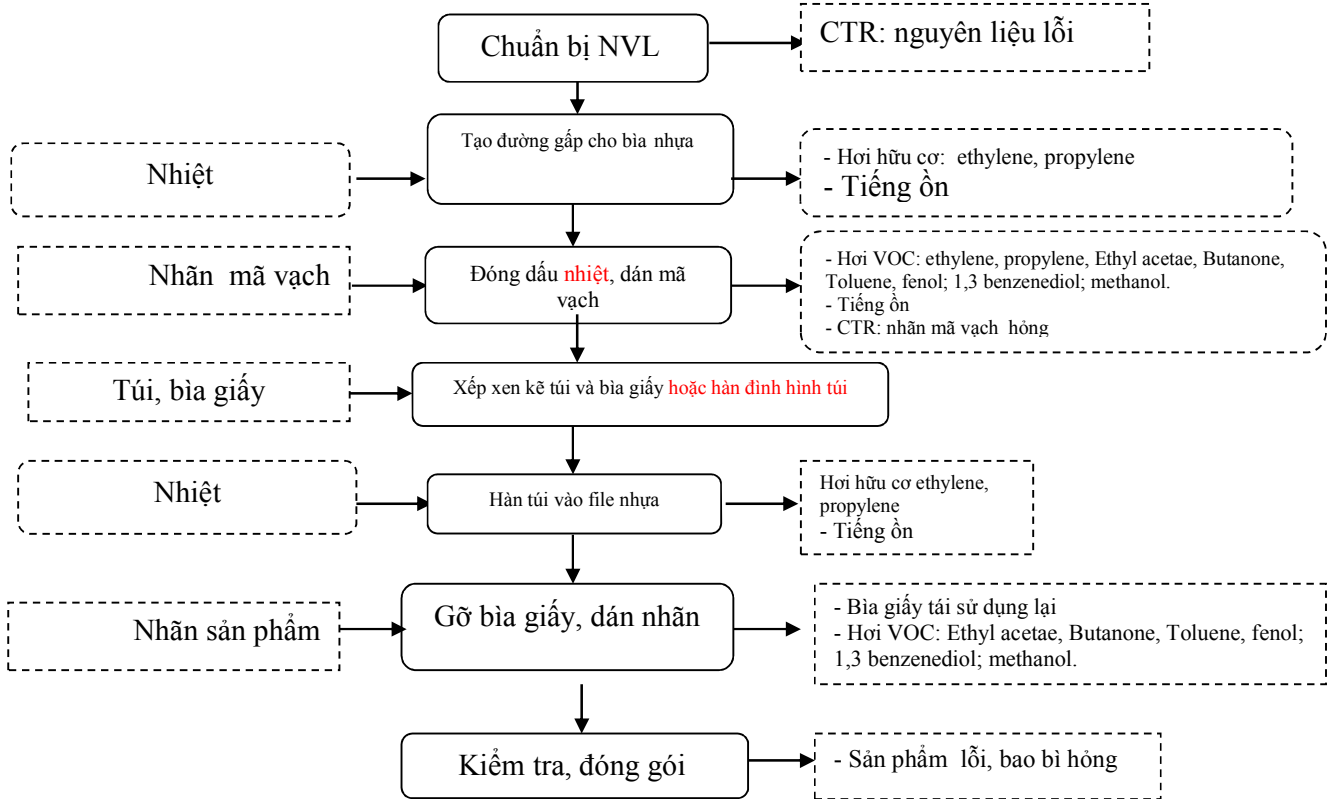 Chuẩn bị NVL
CTR: nguyên liệu lỗi
Tạo đường gấp cho bìa nhựa
Nhiệt
- Hơi hữu cơ: ethylene, propylene
- Tiếng ồn
Nhãn mã vạch
Đóng dấu nhiệt, dán mã
vạch
- Hơi VOC: ethylene, propylene, Ethyl acetae, Butanone,
Toluene, fenol; 1,3 benzenediol; methanol.
- Tiếng ồn
- CTR: nhãn mã vạch hỏng
Túi, bìa giấy
Xếp xen kẽ túi và bìa giấy hoặc hàn đình hình túi
Nhiệt
Hàn túi vào file nhựa
Hơi hữu cơ ethylene,
propylene
- Tiếng ồn
Nhãn sản phẩm
Gỡ bìa giấy, dán nhãn
- Bìa giấy tái sử dụng lại
- Hơi VOC: Ethyl acetae, Butanone, Toluene, fenol;
1,3 benzenediol; methanol.
Kiểm tra, đóng gói
- Sản phẩm lỗi, bao bì hỏng